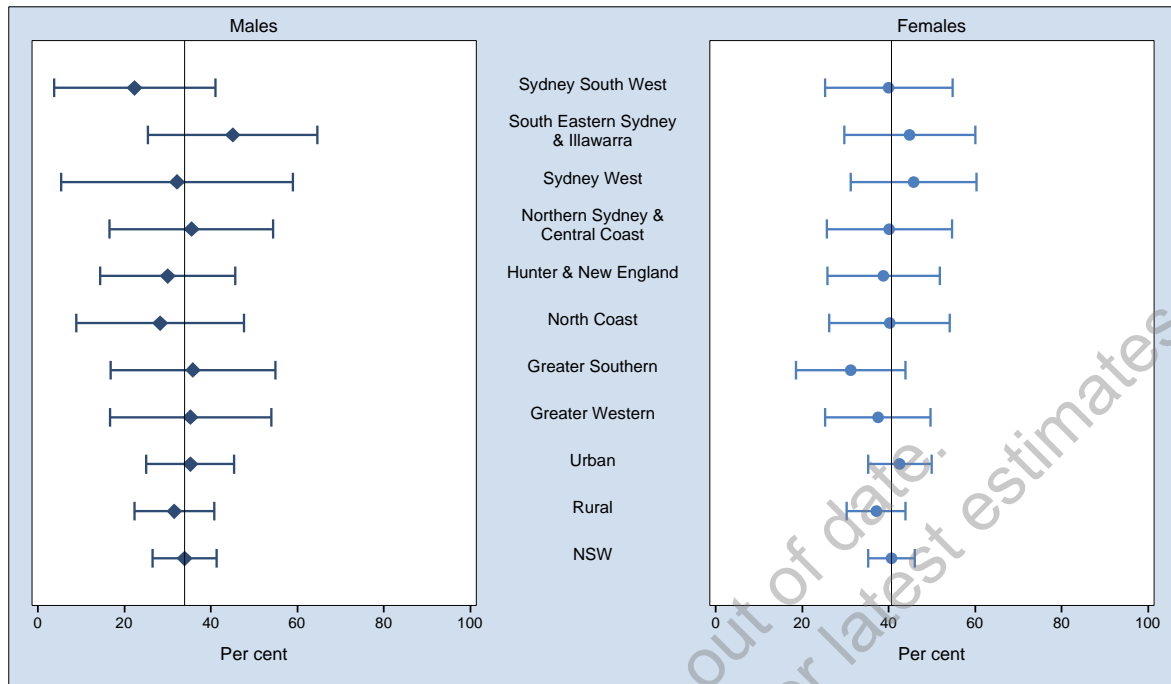 Males
Females
Sydney South West
South Eastern Sydney
& Illawarra
Sydney West
Northern Sydney &
Central Coast
Hunter & New England
North Coast
Greater Southern
Greater Western
Urban
Rural
NSW
0 20 40 60 80 100
0 20 40 60 80 100
Per cent
Per cent
out of date.
latest estimates